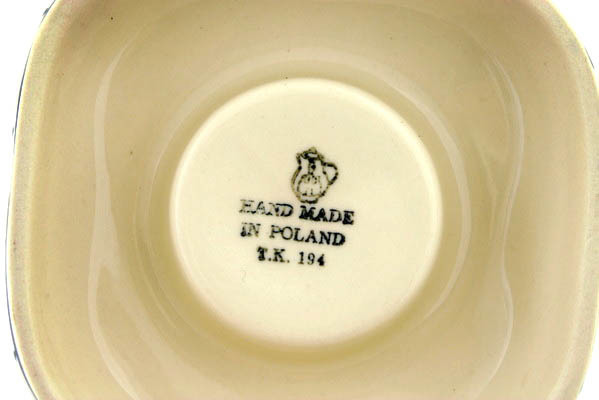 HAND MADE
IN POLAND
T.K. 194